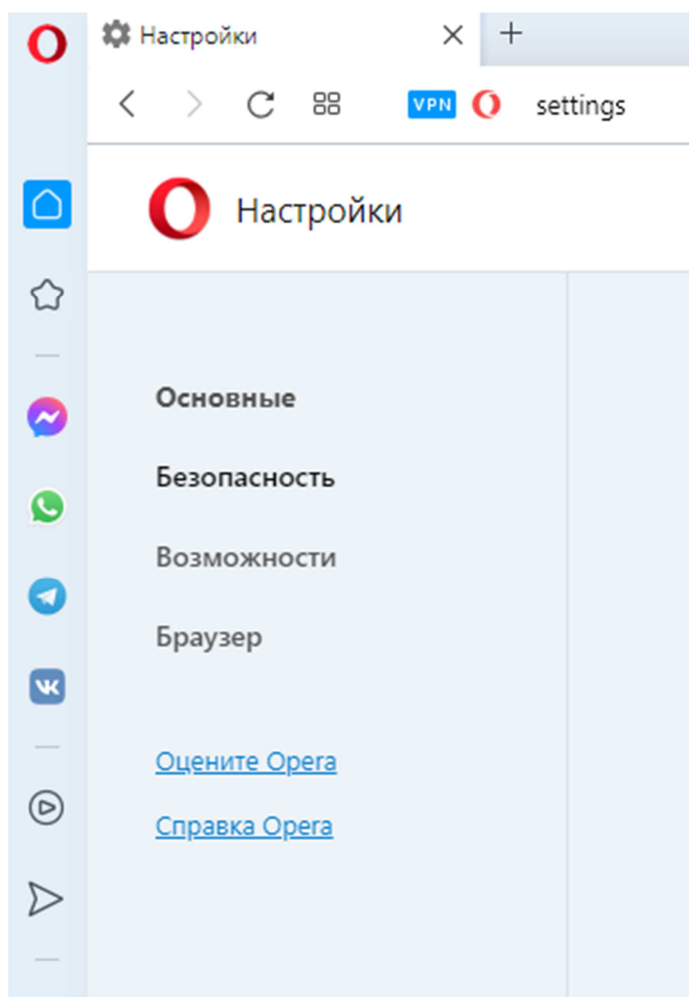 Настройки
VPN settings
Настройки
Основные
Безопасность
Возможности
Браузер
Оцените Opera
Справка Opera